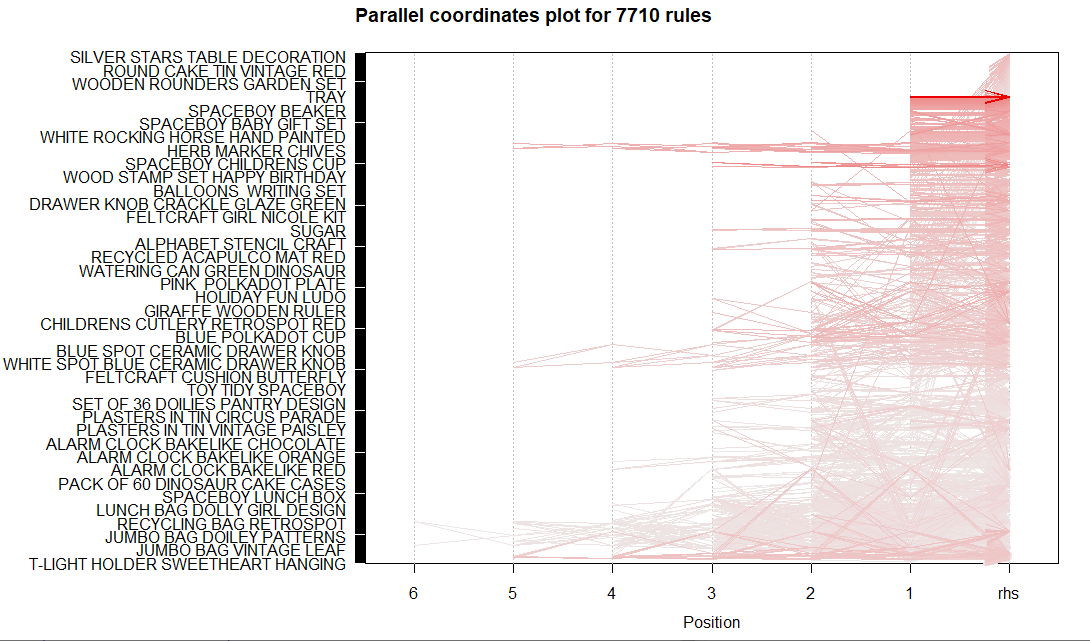 Parallel coordinates plot for 7710 rules
SILVER STARS TABLE DECORATION
ROUND CAKE TIN VINTAGE RED
WOODEN ROUNDERS GARDEN SET
TRAY
SPACEBOY BEAKER
SPACEBOY BABY GIFT SET
WHITE ROCKING HORSE HAND PAINTED
HERB MARKER CHIVES
SPACEBOY CHILDRENS CUP
WOOD STAMP SET HAPPY BIRTHDAY
BALLOONS  WRITING SET
DRAWER KNOB CRACKLE GLAZE GREEN
FELTCRAFT GIRL NICOLE KIT
SUGAR
ALPHABET STENCIL CRAFT
RECYCLED ACAPULCO MAT RED
WATERING CAN GREEN DINOSAUR
PINK  POLKADOT PLATE
HOLIDAY FUN LUDO
GIRAFFE WOODEN RULER
CHILDRENS CUTLERY RETROSPOT RED
BLUE POLKADOT CUP
BLUE SPOT CERAMIC DRAWER KNOB
WHITE SPOT BLUE CERAMIC DRAWER KNOB
FELTCRAFT CUSHION BUTTERFLY
TOY TIDY SPACEBOY
SET OF 36 DOILIES PANTRY DESIGN
PLASTERS IN TIN CIRCUS PARADE
PLASTERS IN TIN VINTAGE PAISLEY
ALARM CLOCK BAKELIKE CHOCOLATE
ALARM CLOCK BAKELIKE ORANGE
ALARM CLOCK BAKELIKE RED
PACK OF 60 DINOSAUR CAKE CASES
SPACEBOY LUNCH BOX
LUNCH BAG DOLLY GIRL DESIGN
RECYCLING BAG RETROSPOT
JUMBO BAG DOILEY PATTERNS
JUMBO BAG VINTAGE LEAF
T-LIGHT HOLDER SWEETHEART HANGING
6 5 4 3 2 1 rhs
Position